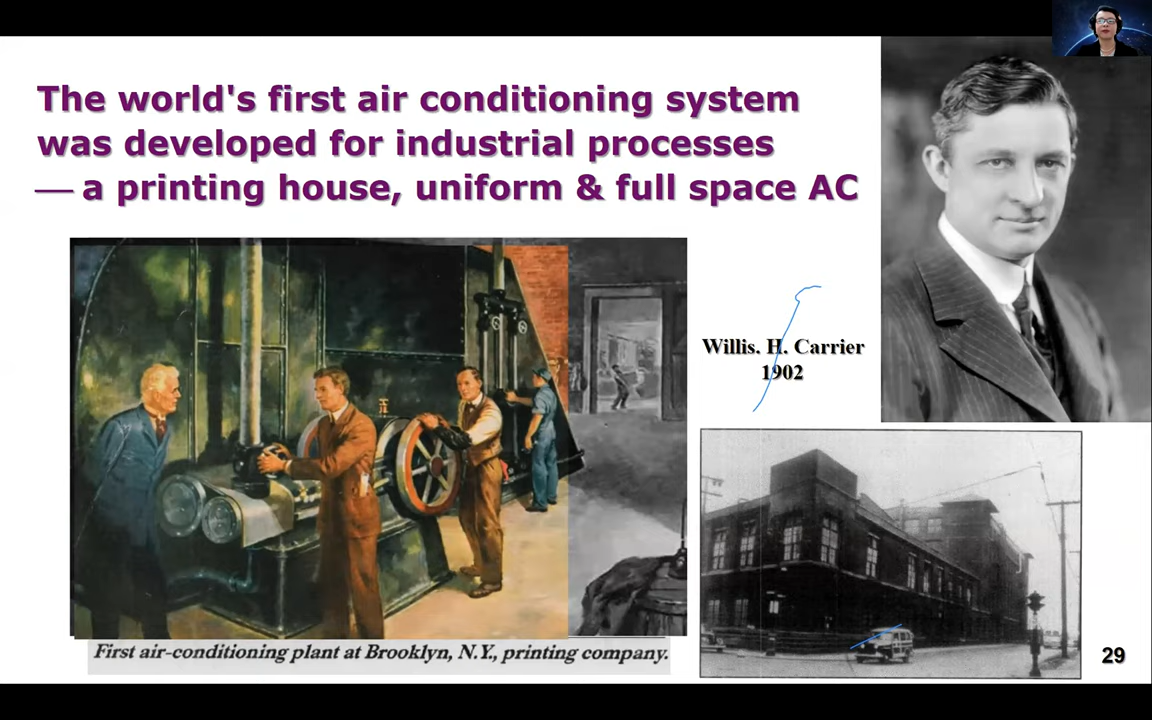 The world's first air conditioning system
was developed for industrial processes
— a printing house, uniform & full space AC
Willis. H. Carrier
1902
First air-conditioning plant at Brooklyn, N.Y., printing company.
29